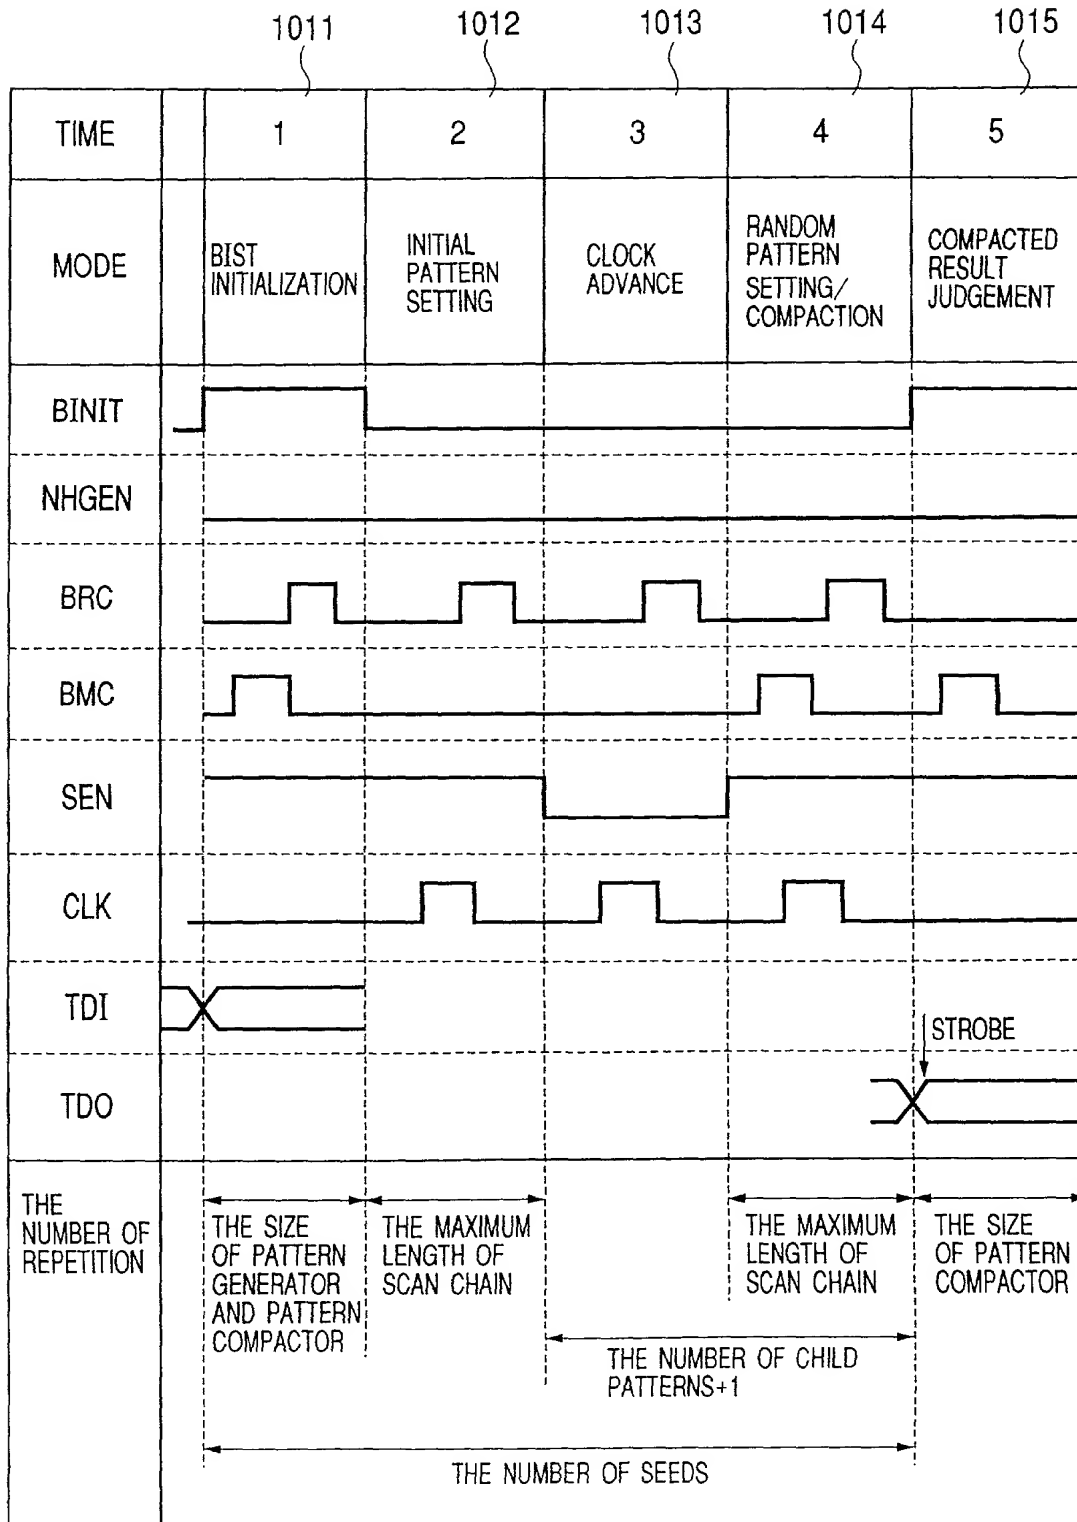 1011 1012 1013 1014 1015
TIME 1 2 3 4 5
MODE
BIST
INITIALIZATION
INITIAL
PATTERN
SETTING
CLOCK
ADVANCE
RANDOM
PATTERN
SETTING/
COMPACTION
COMPACTED
RESULT
JUDGEMENT
BINIT
NHGEN
BRC
BMC
SEN
CLK
TDI
STROBE
TDO
THE
NUMBER OF
REPETITION
THE SIZE
OF PATTERN
GENERATOR
AND PATTERN
COMPACTOR
THE MAXIMUM
LENGTH OF
SCAN CHAIN
THE MAXIMUM
LENGTH OF
SCAN CHAIN
THE SIZE
OF PATTERN
COMPACTOR
THE NUMBER OF CHILD
PATTERNS+1
THE NUMBER OF SEEDS